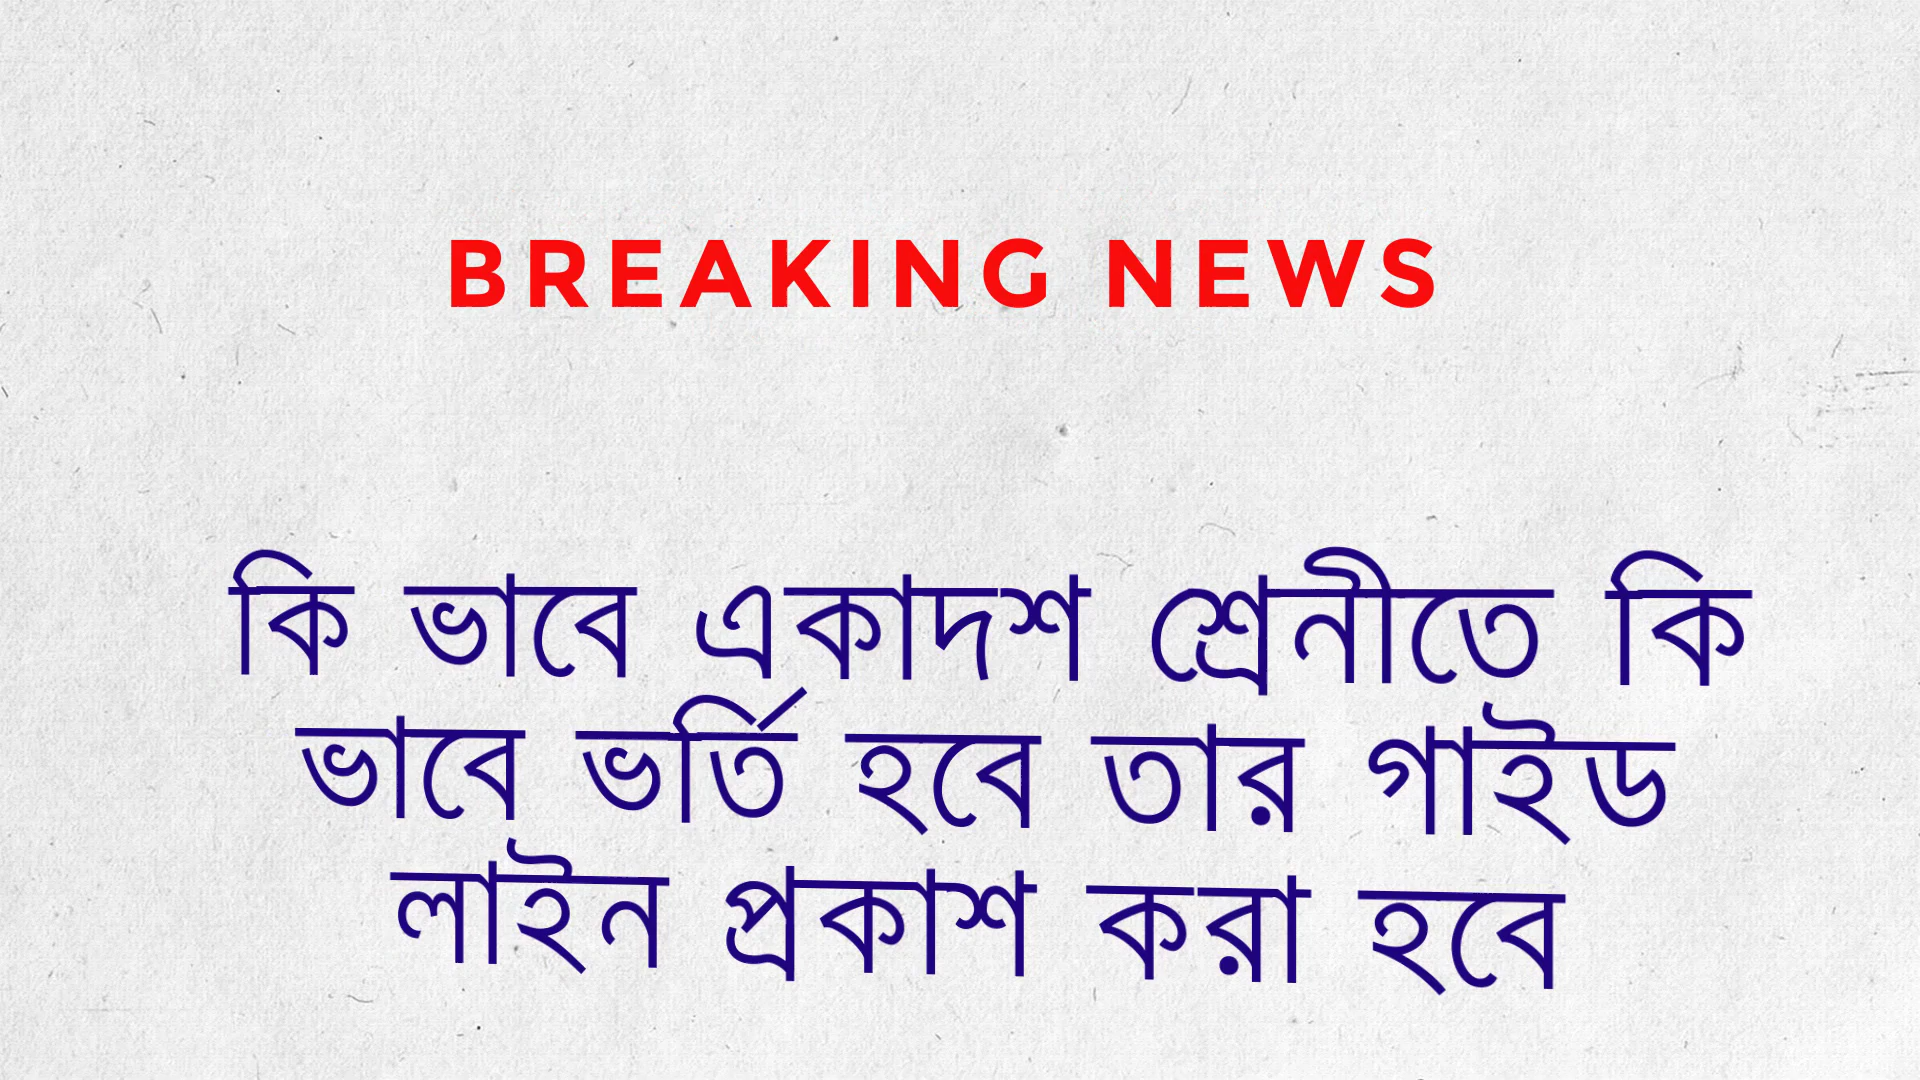 BREAKING NEWS
কি ভাবে একাদশ শ্রেনীতে কি
ভাবে ভর্তি হবে তার গাইড
লাইন প্রকাশ করা হবে